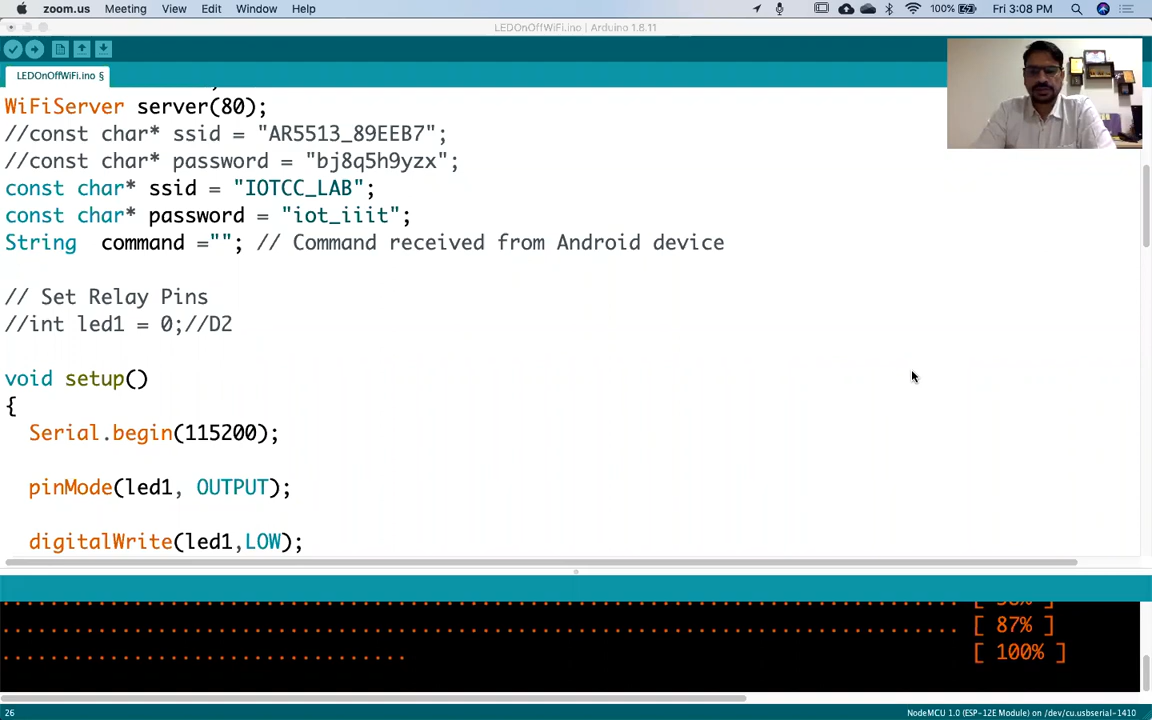 zoom.us Meeting View Edit Window Help 100% Fri 3:08 PM
LEDOnOffWiFi.ino | Arduino 1.8.11
LEDOnOffWiFi.ino §
WiFiServer server(80);
//const char* ssid = "AR5513_89EEB7";
//const char* password = "bj8q5h9yzx";
const char* ssid = "IOTCC_LAB";
const char* password = "iot_iiit";
String  command =""; // Command received from Android device
// Set Relay Pins
//int led1 = 0;//D2
void setup()
{
  Serial.begin(115200);
  pinMode(led1, OUTPUT);
  digitalWrite(led1,LOW);
................................................................................ [ 87% ]
.................................. [ 100% ]
26 NodeMCU 1.0 (ESP-12E Module) on /dev/cu.usbserial-1410